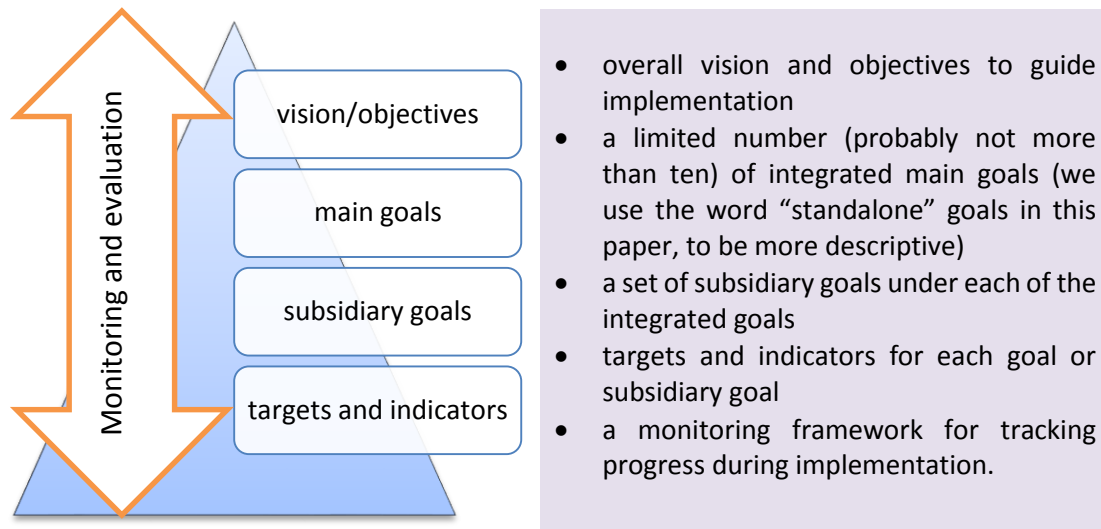 Monitoring and evaluation
vision/objectives
main goals
subsidiary goals
targets and indicators
• overall vision and objectives to guide
implementation
• a limited number (probably not more
than ten) of integrated main goals (we
use the word “standalone” goals in this
paper, to be more descriptive)
• a set of subsidiary goals under each of the
integrated goals
• targets and indicators for each goal or
subsidiary goal
• a monitoring framework for tracking
progress during implementation.